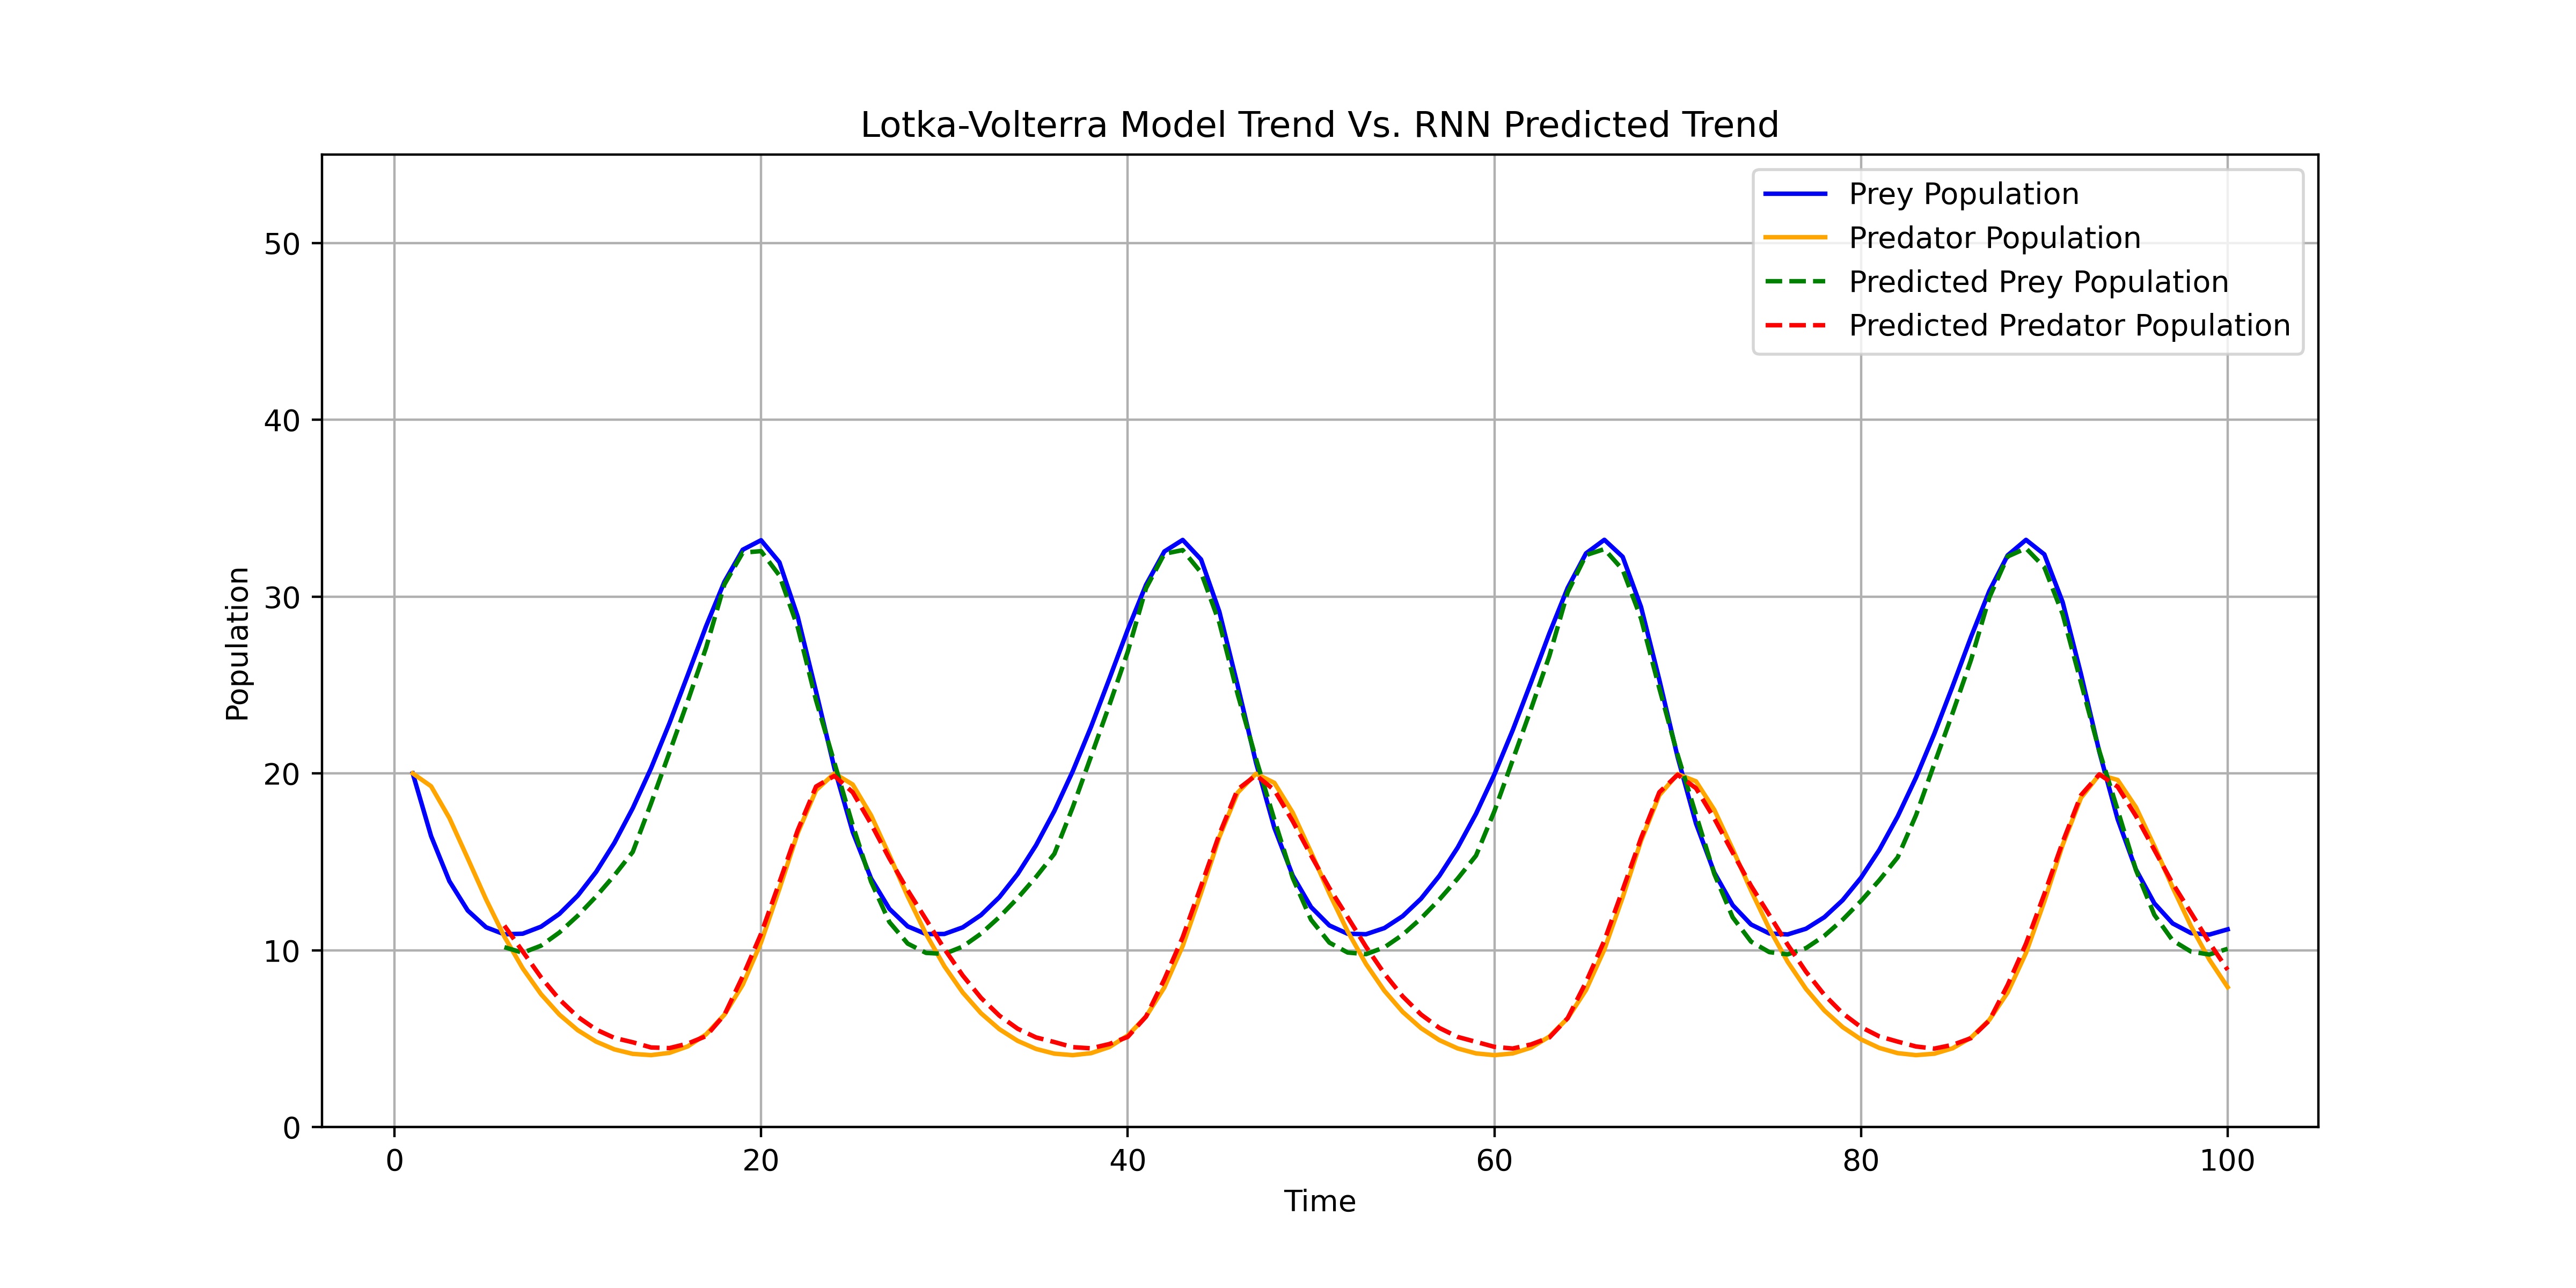 Lotka-Volterra Model Trend Vs. RNN Predicted Trend
Prey Population
Predator Population
Predicted Prey Population
Predicted Predator Population
50
40
30
20
10
0
Population
0 20 40 60 80 100
Time